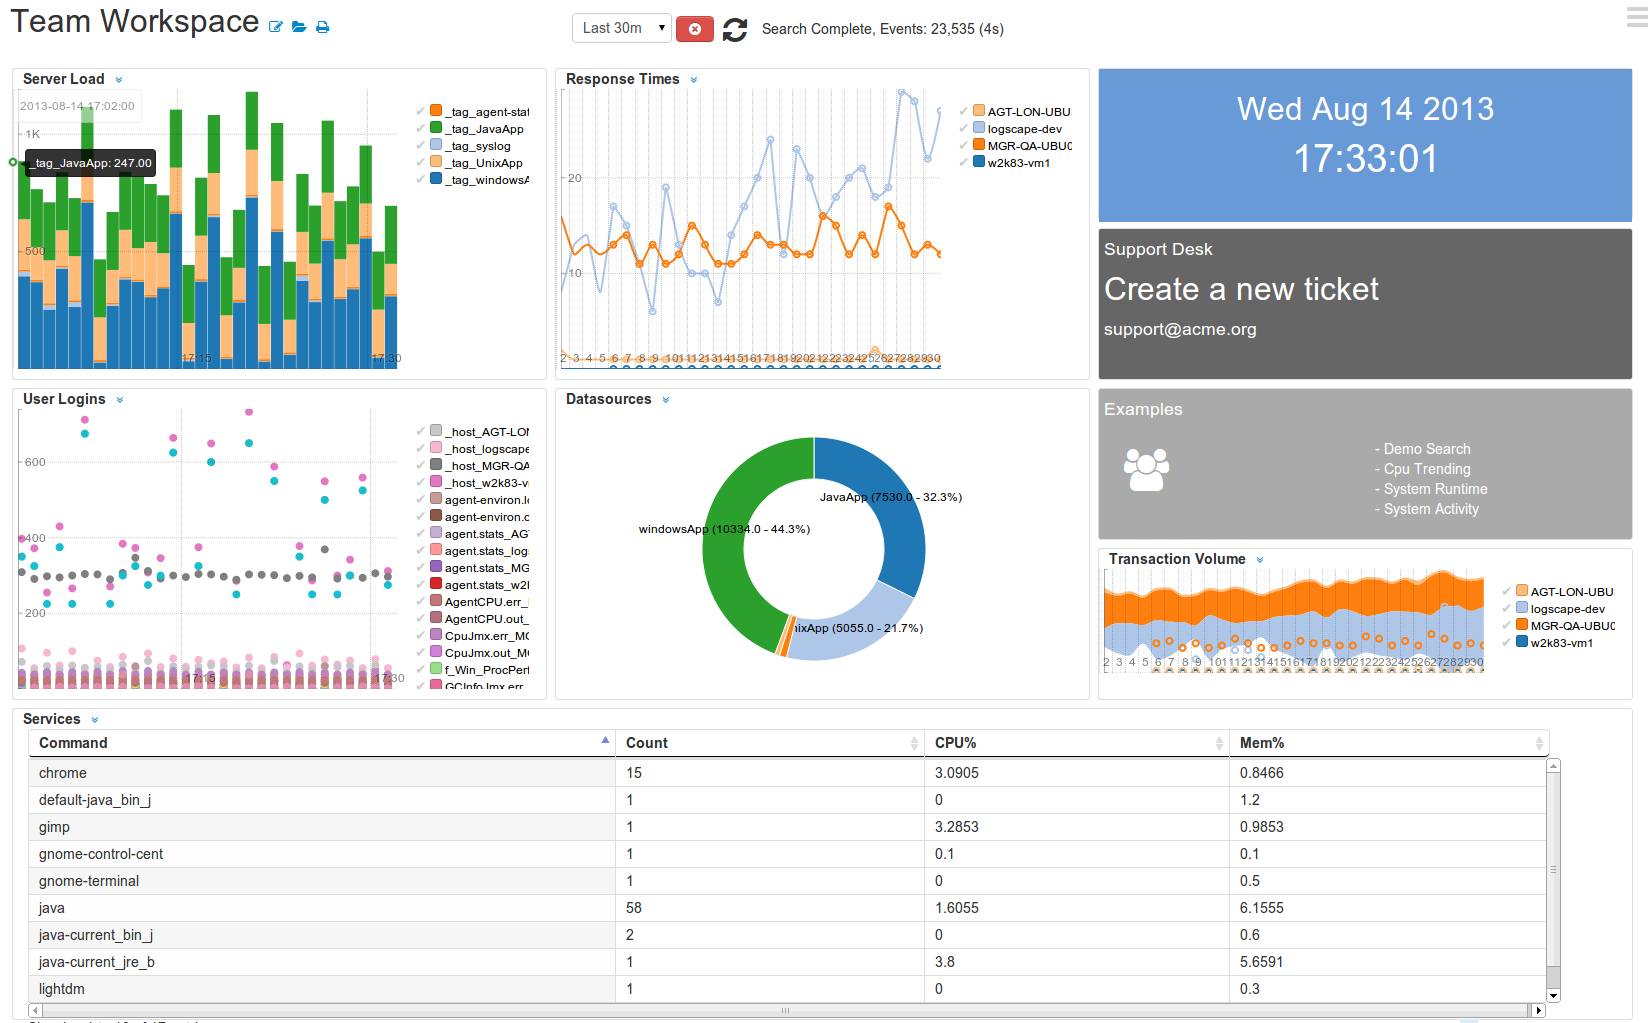 Team Workspace
Last 30m
Search Complete, Events: 23,535 (4s)
Server Load
2013-08-14 17:02:00
1K
_tag_JavaApp: 247.00
500
17:15
17:30
_tag_agent-stat
_tag_JavaApp
_tag_syslog
_tag_UnixApp
_tag_windowsA
Response Times
20
10
2 3 4 5 6 7 8 9 10 11 12 13 14 15 16 17 18 19 20 21 22 23 24 25 26 27 28 29 30
AGT-LON-UBU
logscape-dev
MGR-QA-UBU
w2k83-vm1
Wed Aug 14 2013
17:33:01
Support Desk
Create a new ticket
support@acme.org
User Logins
600
400
200
17:15
17:30
_host_AGT-LON
_host_logscape
_host_MGR-QA
_host_w2k83-v
agent-environ.l
agent-environ.o
agent.stats_AG
agent.stats_log
agent.stats_MG
agent.stats_w2
AgentCPU.err_
AgentCPU.out_
CpuJmx.err_MG
CpuJmx.out_M
f_Win_ProcPer
GCInfoJmx.err
Datasources
JavaApp (7530.0 - 32.3%)
windowsApp (10334.0 - 44.3%)
nixApp (5055.0 - 21.7%)
Examples
- Demo Search
- Cpu Trending
- System Runtime
- System Activity
Transaction Volume
2 3 4 5 6 7 8 9 10 11 12 13 14 15 16 17 18 19 20 21 22 23 24 25 26 27 28 29 30
AGT-LON-UBU
logscape-dev
MGR-QA-UBU
w2k83-vm1
Services
Command Count CPU% Mem%
chrome 15 3.0905 0.8466
default-java_bin_j 1 0 1.2
gimp 1 3.2853 0.9853
gnome-control-cent 1 0.1 0.1
gnome-terminal 1 0 0.5
java 58 1.6055 6.1555
java-current_bin_j 2 0 0.6
java-current_jre_b 1 3.8 5.6591
lightdm 1 0 0.3